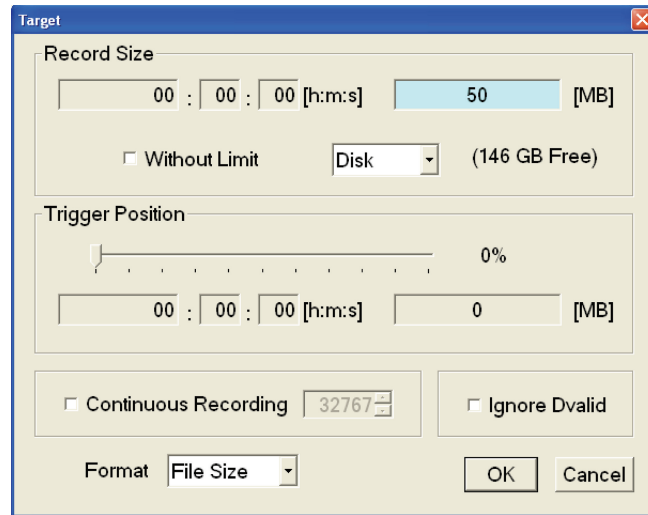 Target
Record Size
00 : 00 : 00 [h:m:s] 50 [MB]
Without Limit Disk (146 GB Free)
Trigger Position
0%
00 : 00 : 00 [h:m:s] 0 [MB]
Continuous Recording 32767 Ignore Dvalid
Format File Size OK Cancel